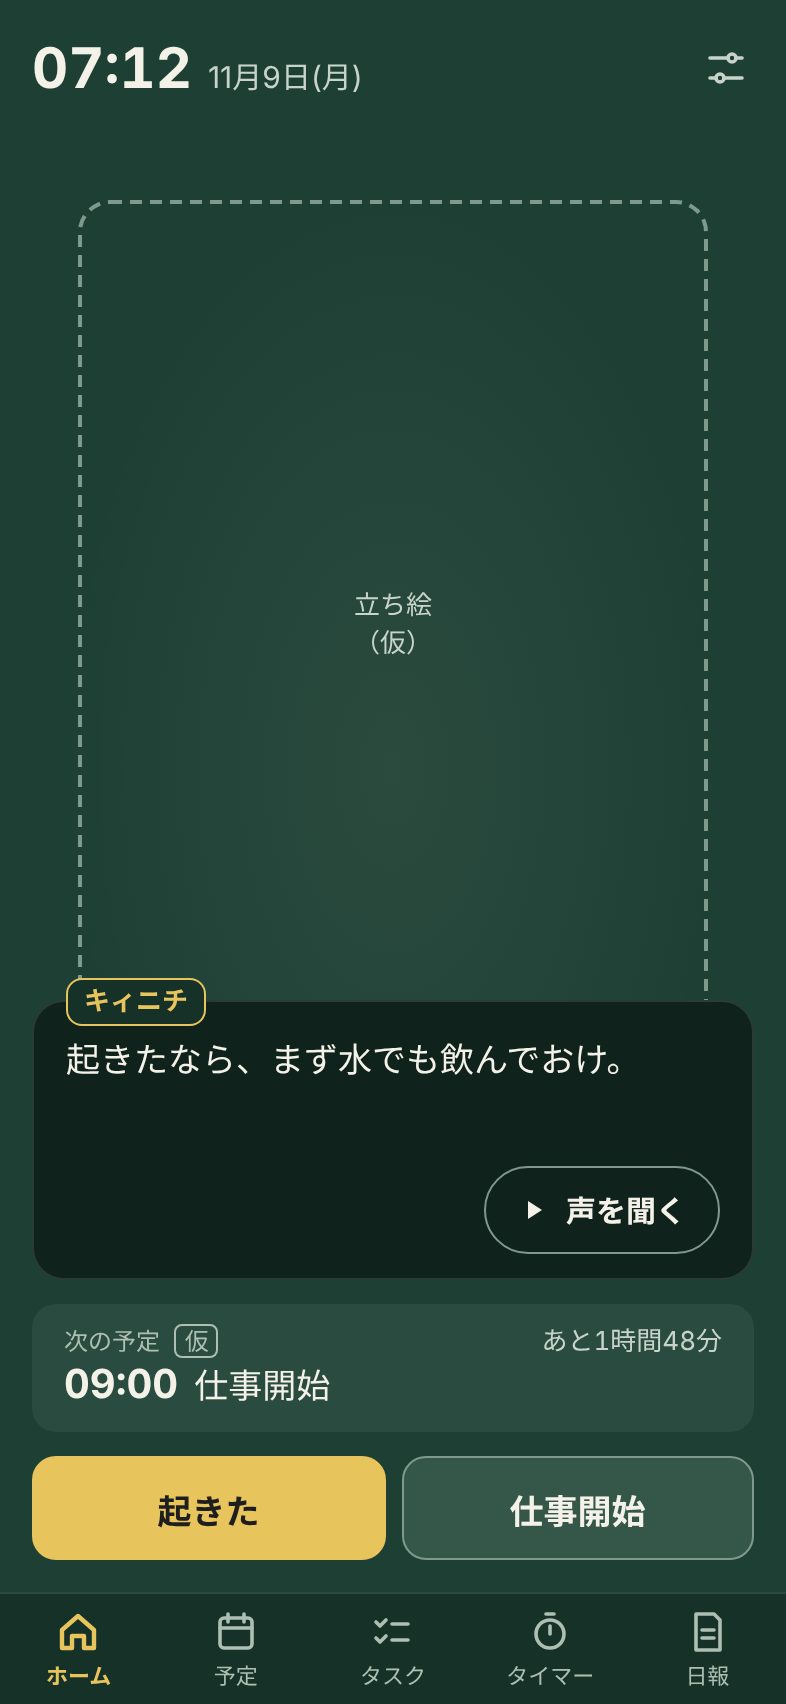 07:12 11月9日(月)
立ち絵
（仮）
キィニチ
起きたなら、まず水でも飲んでおけ。
声を聞く
次の予定 仮 あと1時間48分
09:00 仕事開始
起きた 仕事開始
ホーム 予定 タスク タイマー 日報